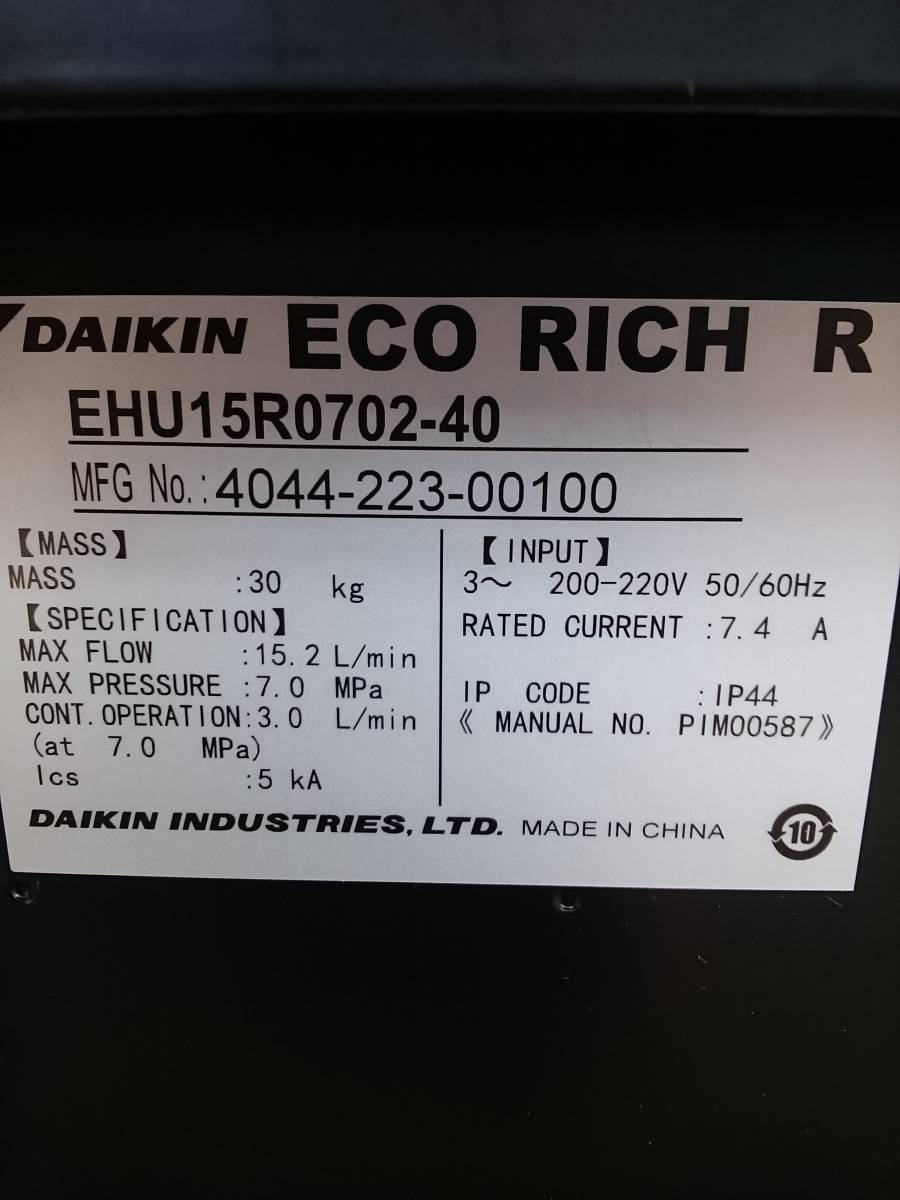 DAIKIN ECO RICH R
EHU15R0702-40
MFG No.:4044-223-00100
【MASS】
MASS :30 kg
【SPECIFICATION】
MAX FLOW :15.2 L/min
MAX PRESSURE :7.0 MPa
CONT.OPERATION:3.0 L/min
(at 7.0 MPa)
Ics :5 kA
【INPUT】
3～ 200-220V 50/60Hz
RATED CURRENT :7.4 A
IP CODE :IP44
《 MANUAL NO. PIM00587》
DAIKIN INDUSTRIES, LTD. MADE IN CHINA
10